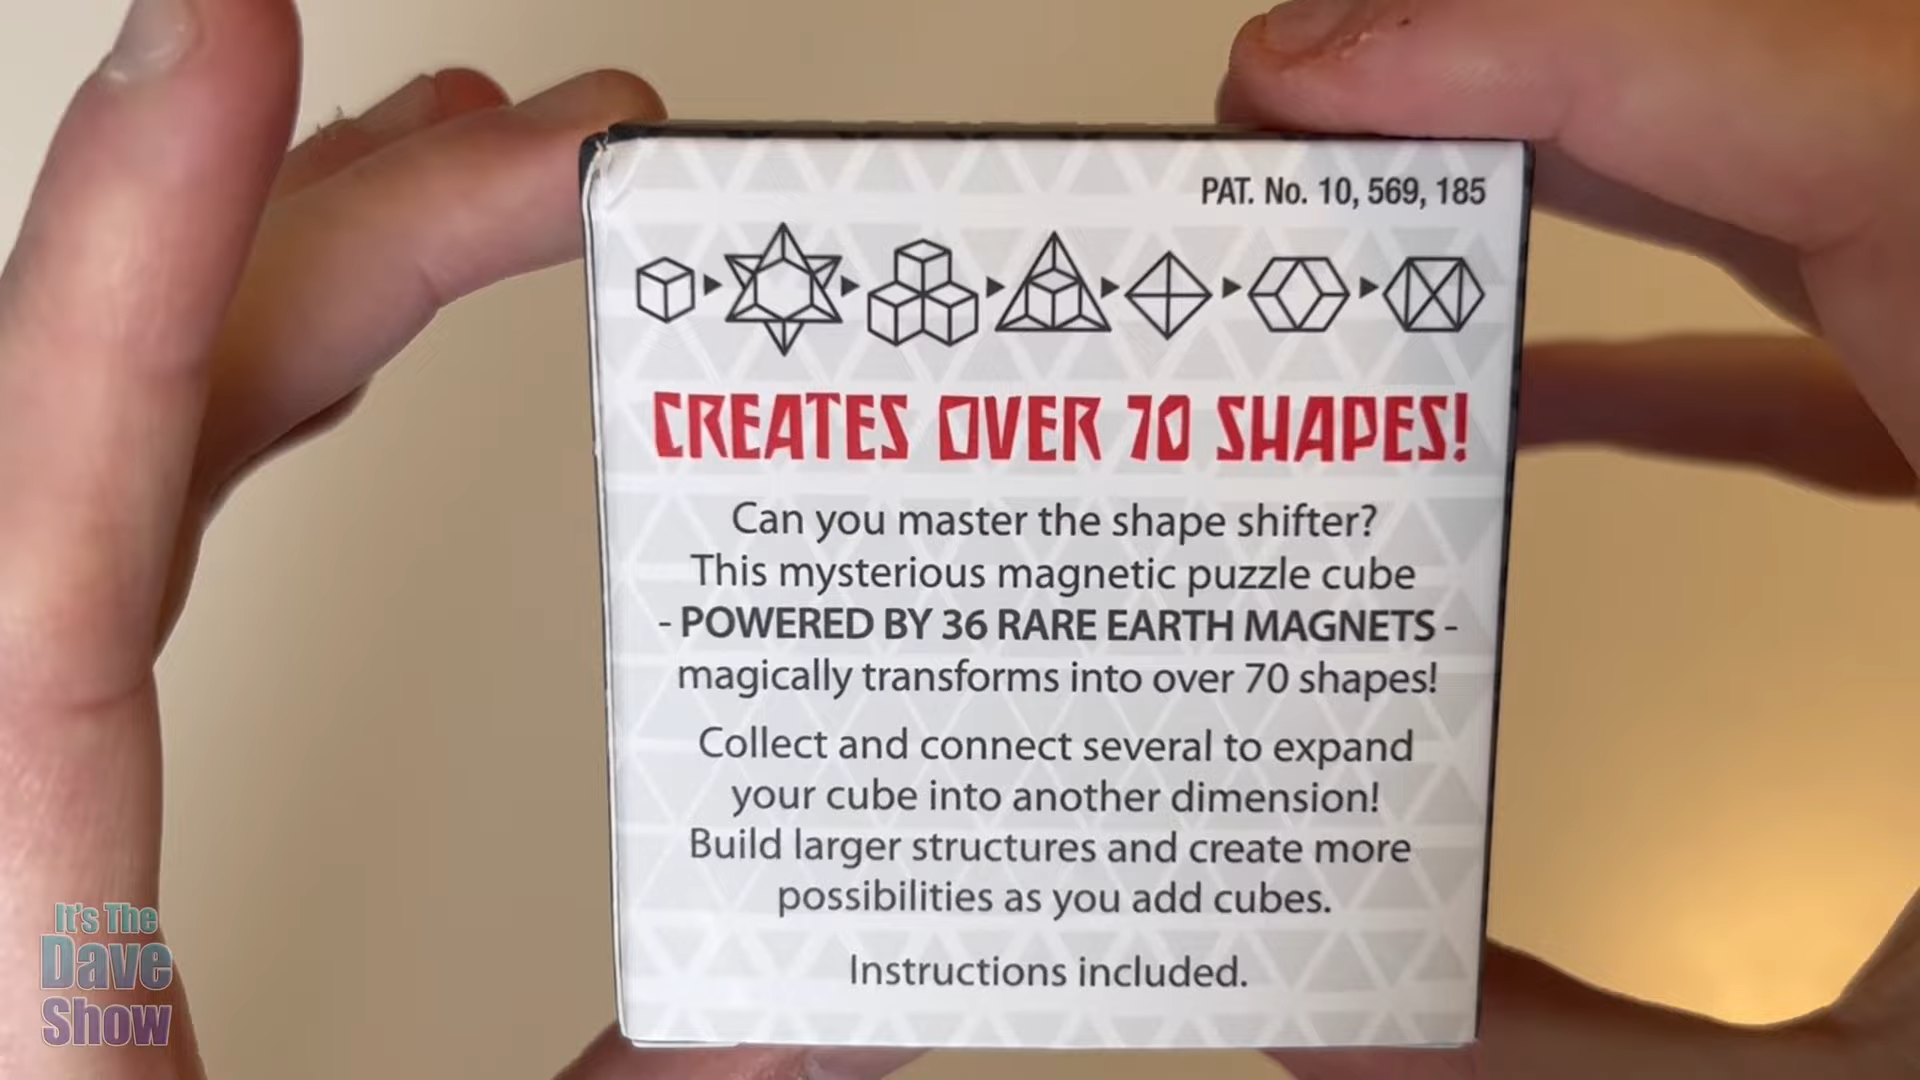 PAT. No. 10, 569, 185
CREATES OVER 70 SHAPES!
Can you master the shape shifter?
This mysterious magnetic puzzle cube
- POWERED BY 36 RARE EARTH MAGNETS -
magically transforms into over 70 shapes!
Collect and connect several to expand
your cube into another dimension!
Build larger structures and create more
possibilities as you add cubes.
Instructions included.
It's The
Dave
Show